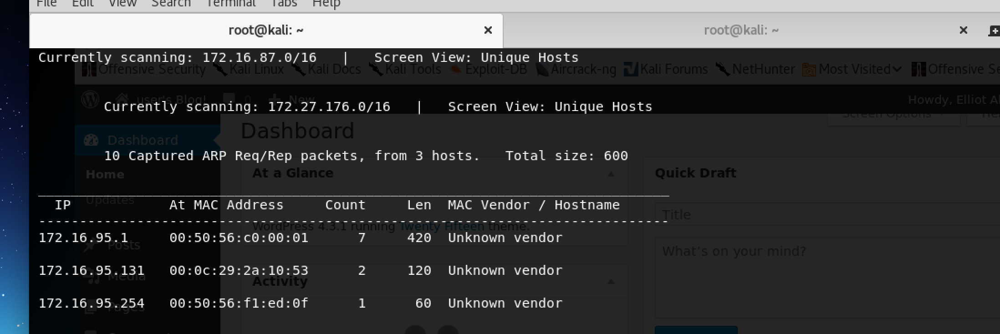 File Edit View Search Terminal Tabs Help
root@kali: ~ × root@kali: ~ ×
Currently scanning: 172.16.87.0/16 | Screen View: Unique Hosts
Offensive Security Kali Linux Kali Docs Kali Tools Exploit-DB Aircrack-ng Kali Forums NetHunter Most Visited Offensive Se
user's Blog! 0 New Howdy, Elliot Al
Currently scanning: 172.27.176.0/16 | Screen View: Unique Hosts
Screen Options
Dashboard Dashboard
10 Captured ARP Req/Rep packets, from 3 hosts. Total size: 600
Home At a Glance Quick Draft
Updates
IP At MAC Address Count Len MAC Vendor / Hostname
Title
-----------------------------------------------------------------------------
WordPress 4.3.1 running Twenty Fifteen theme.
172.16.95.1 00:50:56:c0:00:01 7 420 Unknown vendor
Posts What's on your mind?
172.16.95.131 00:0c:29:2a:10:53 2 120 Unknown vendor
Media Activity
172.16.95.254 00:50:56:f1:ed:0f 1 60 Unknown vendor
Pages